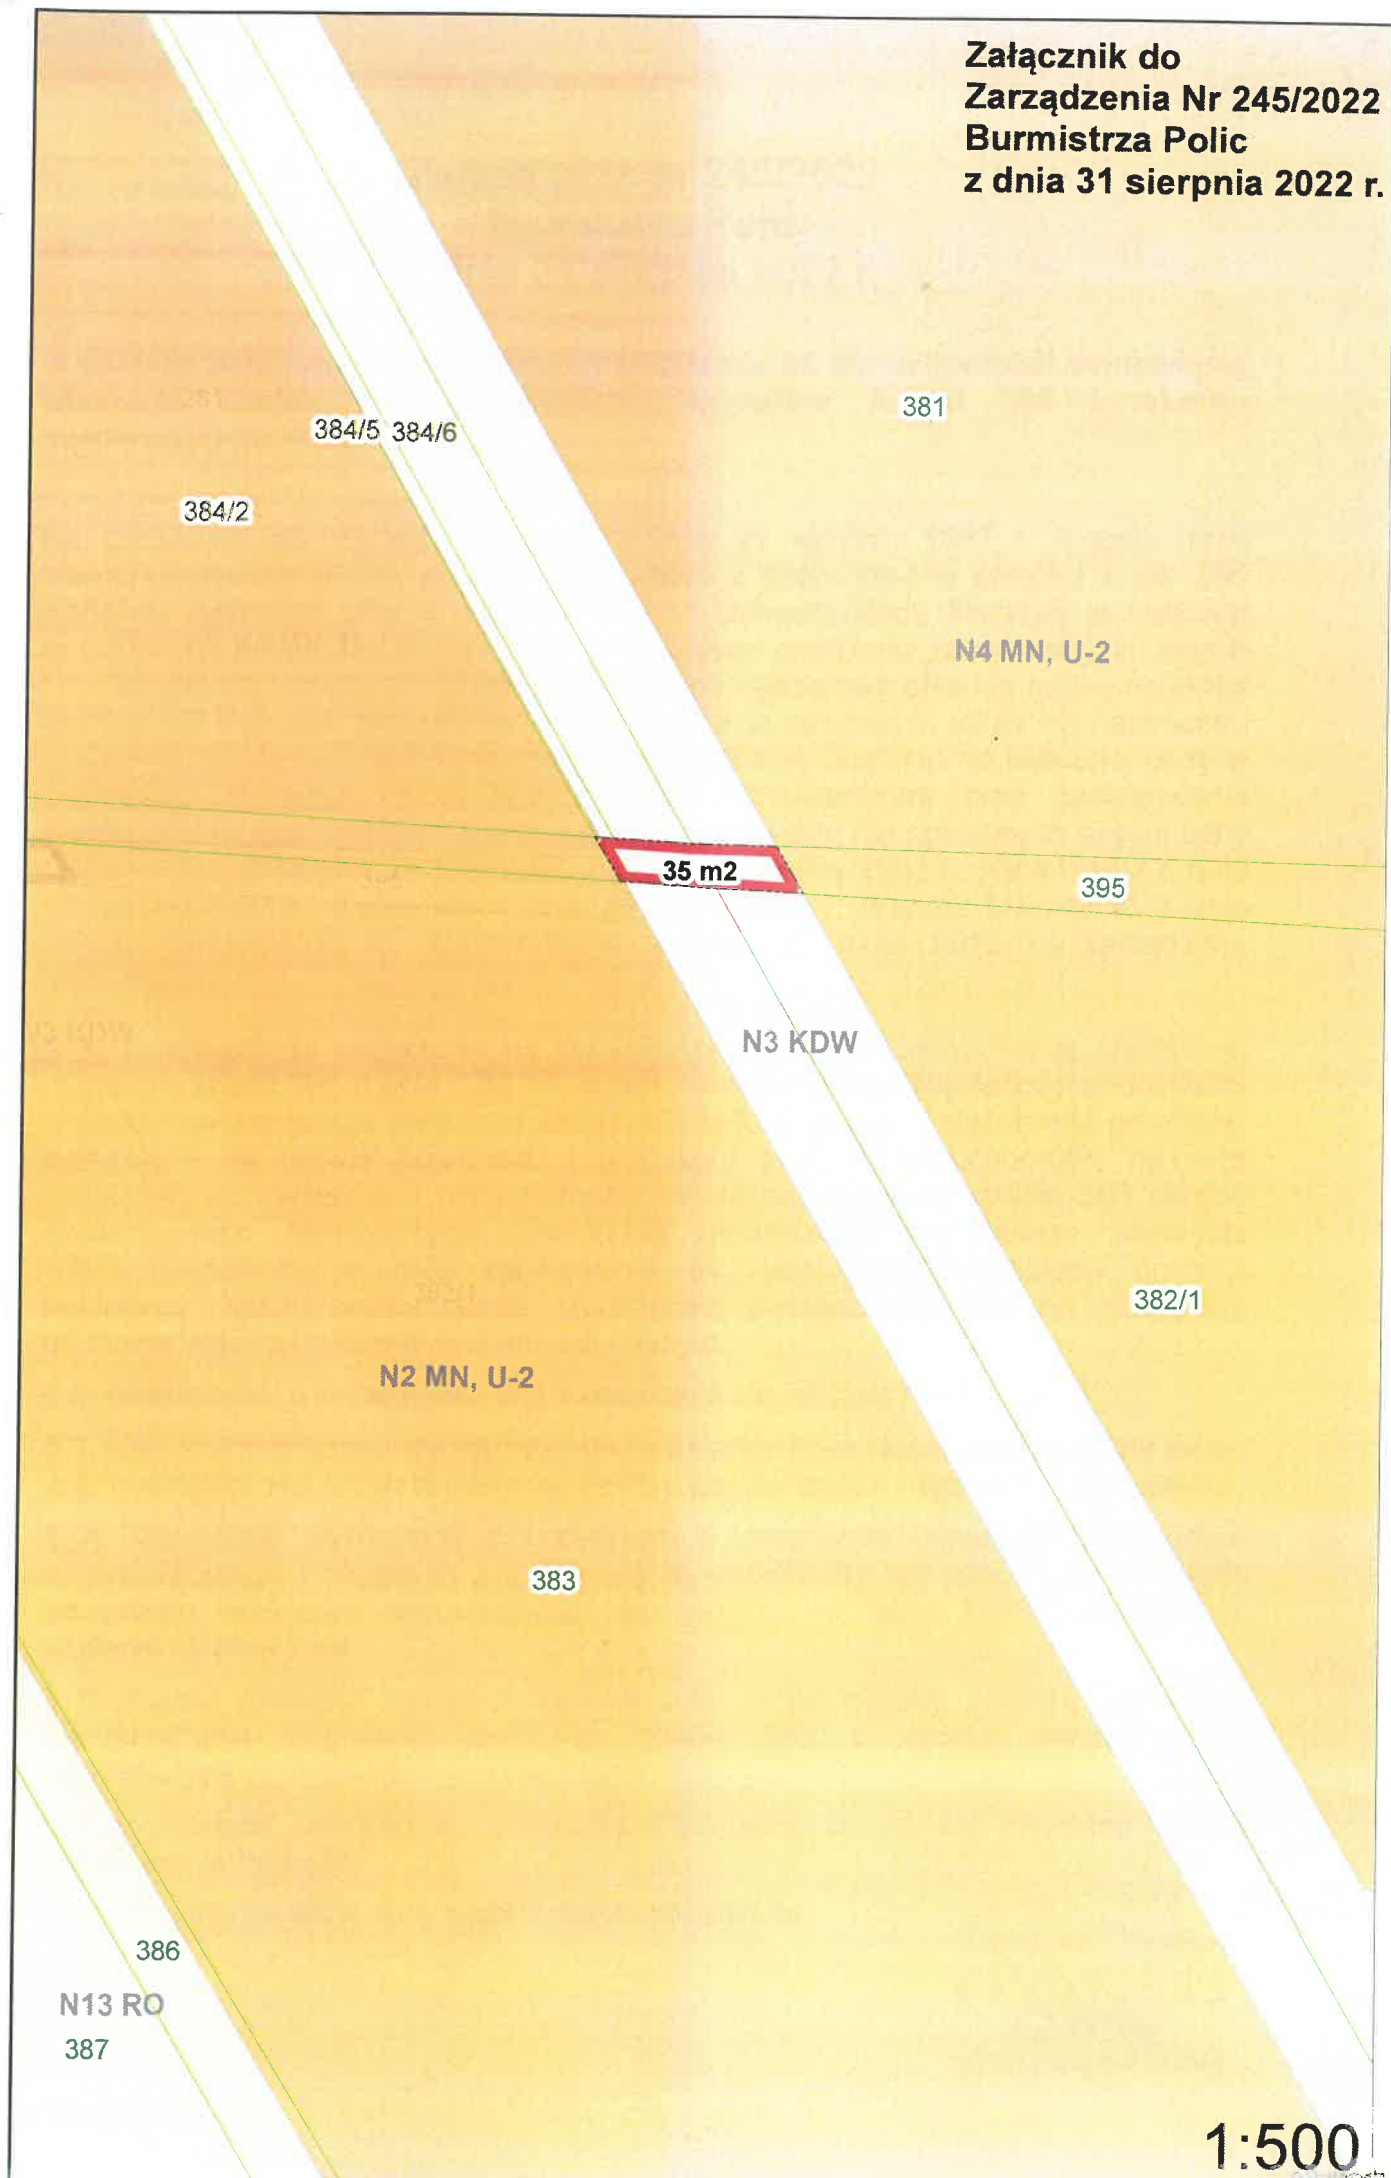 Załącznik do
Zarządzenia Nr 245/2022
Burmistrza Polic
z dnia 31 sierpnia 2022 r.
381
384/5 384/6
384/2
N4 MN, U-2
35 m2
395
N3 KDW
382/1
N2 MN, U-2
383
386
N13 RO
387
1:500